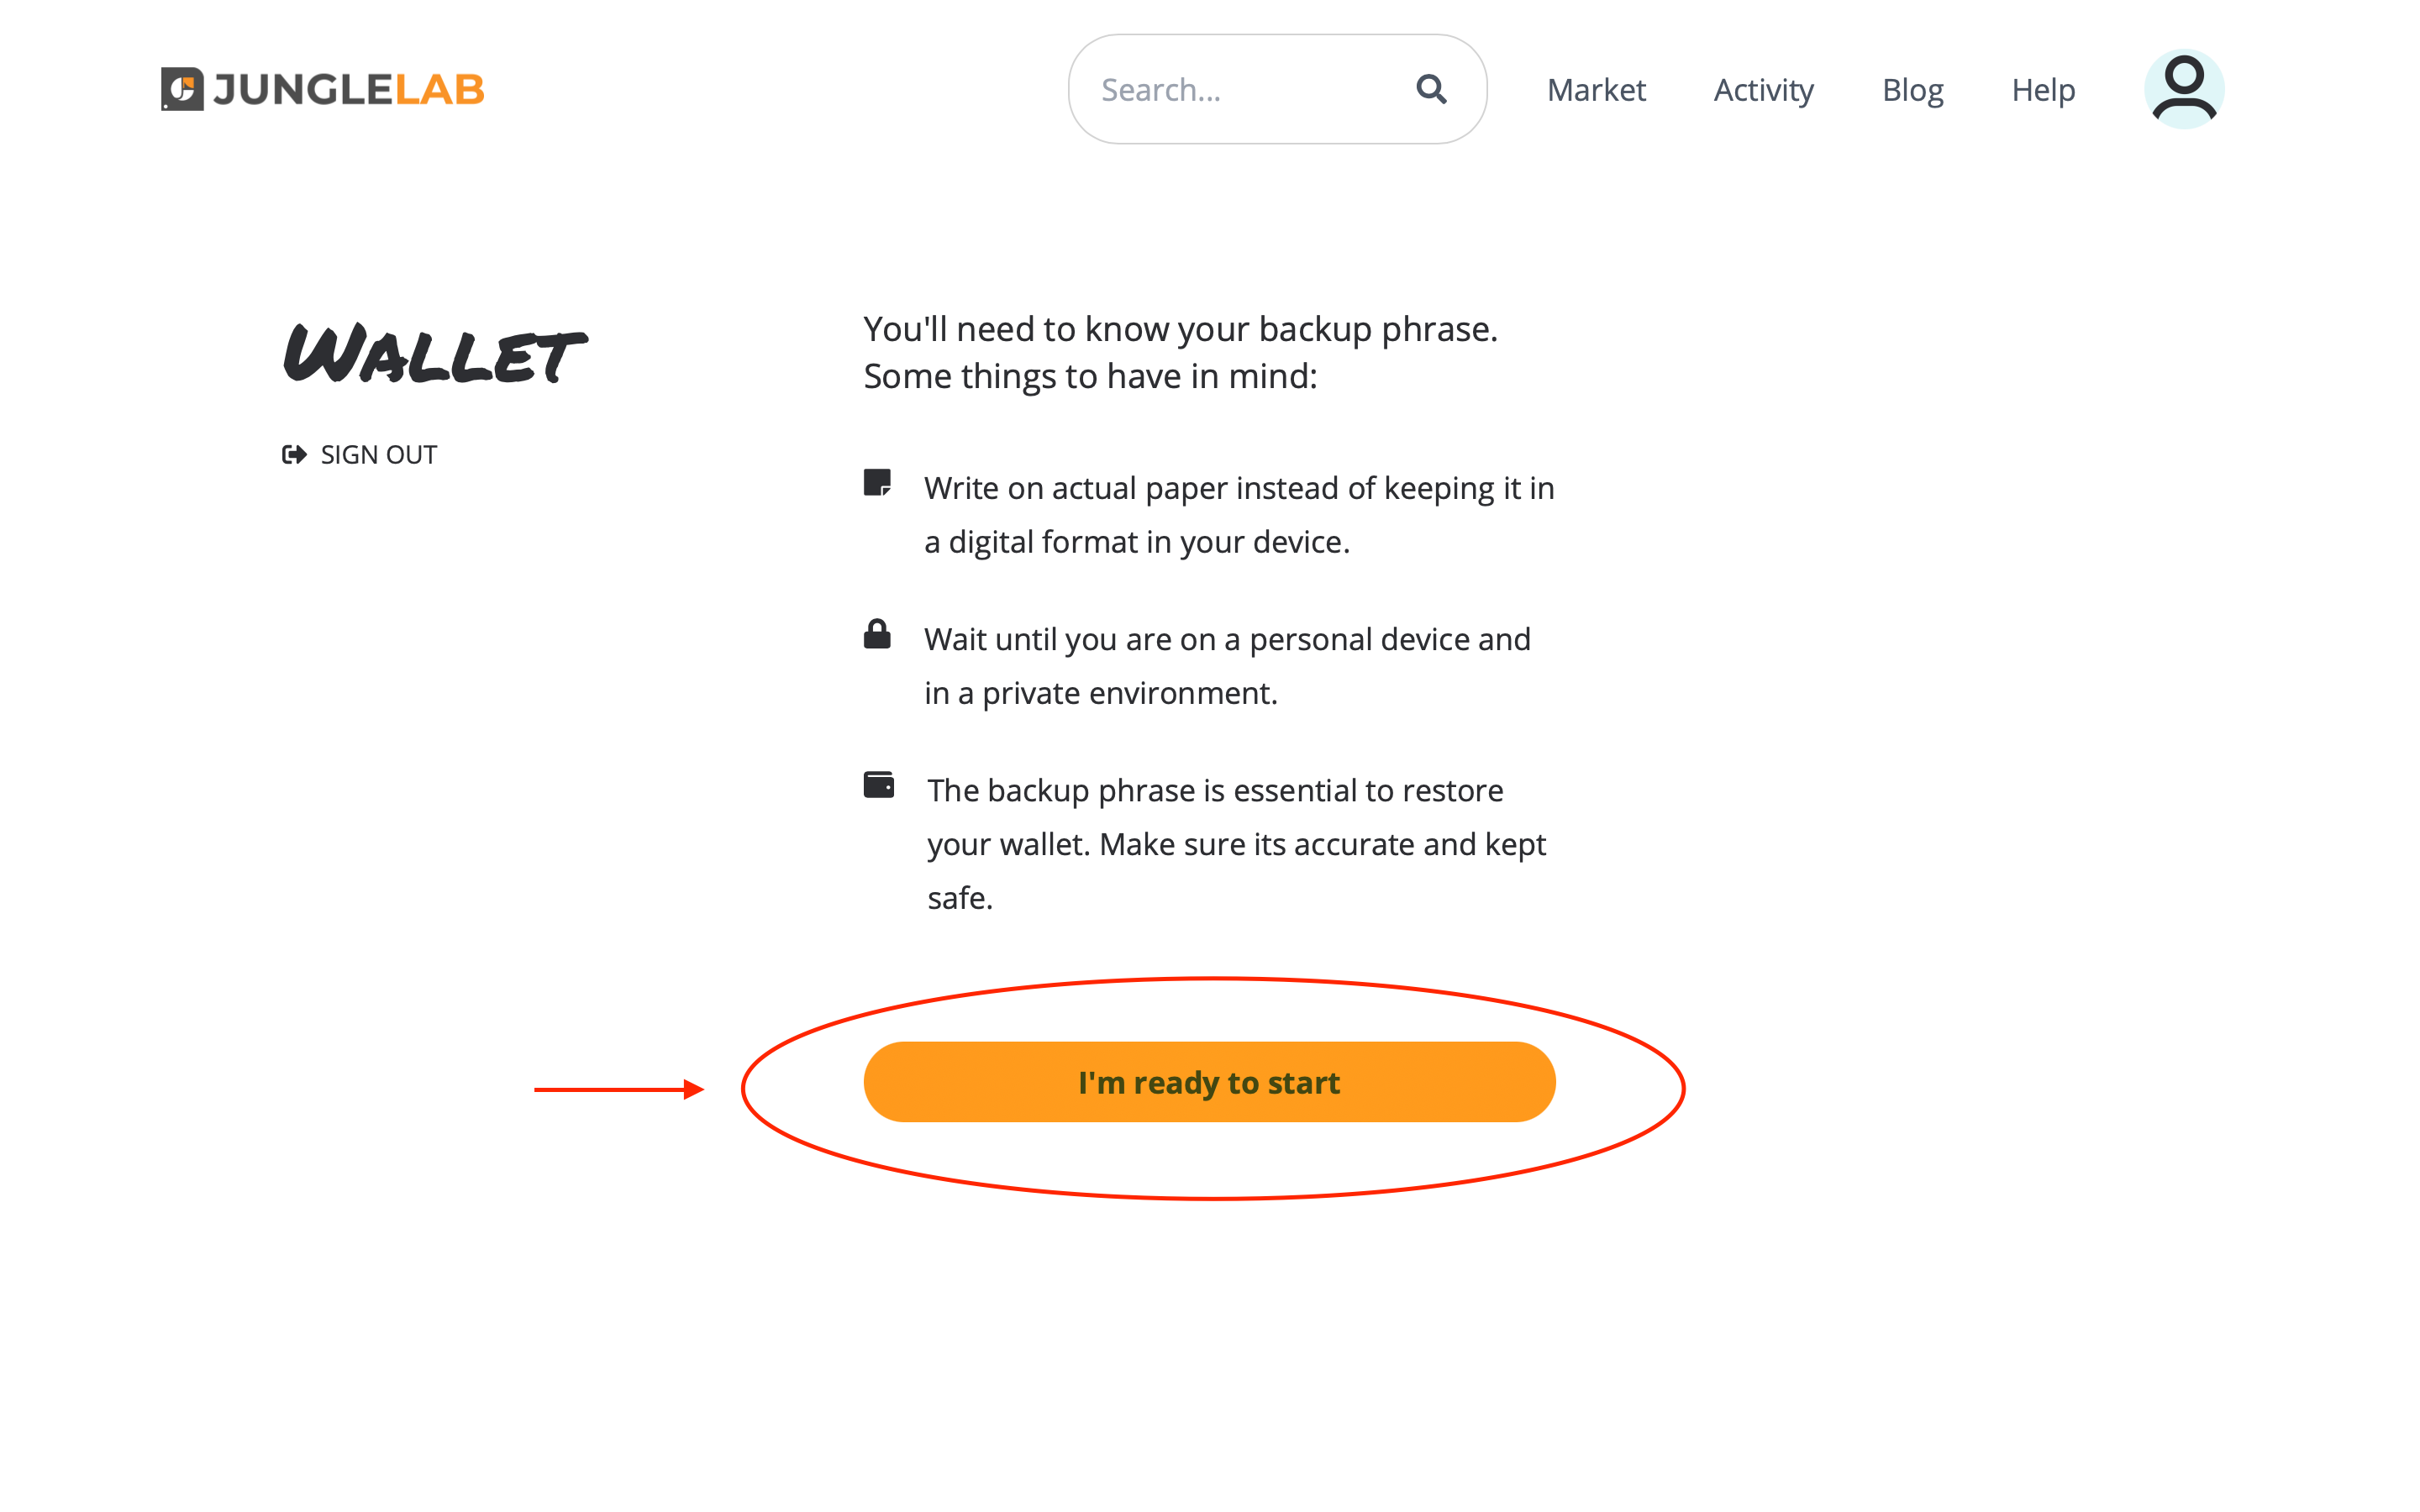 JUNGLELAB
Search...
Market
Activity
Blog
Help
WALLET
SIGN OUT
You'll need to know your backup phrase.
Some things to have in mind:
Write on actual paper instead of keeping it in
a digital format in your device.
Wait until you are on a personal device and
in a private environment.
The backup phrase is essential to restore
your wallet. Make sure its accurate and kept
safe.
I'm ready to start